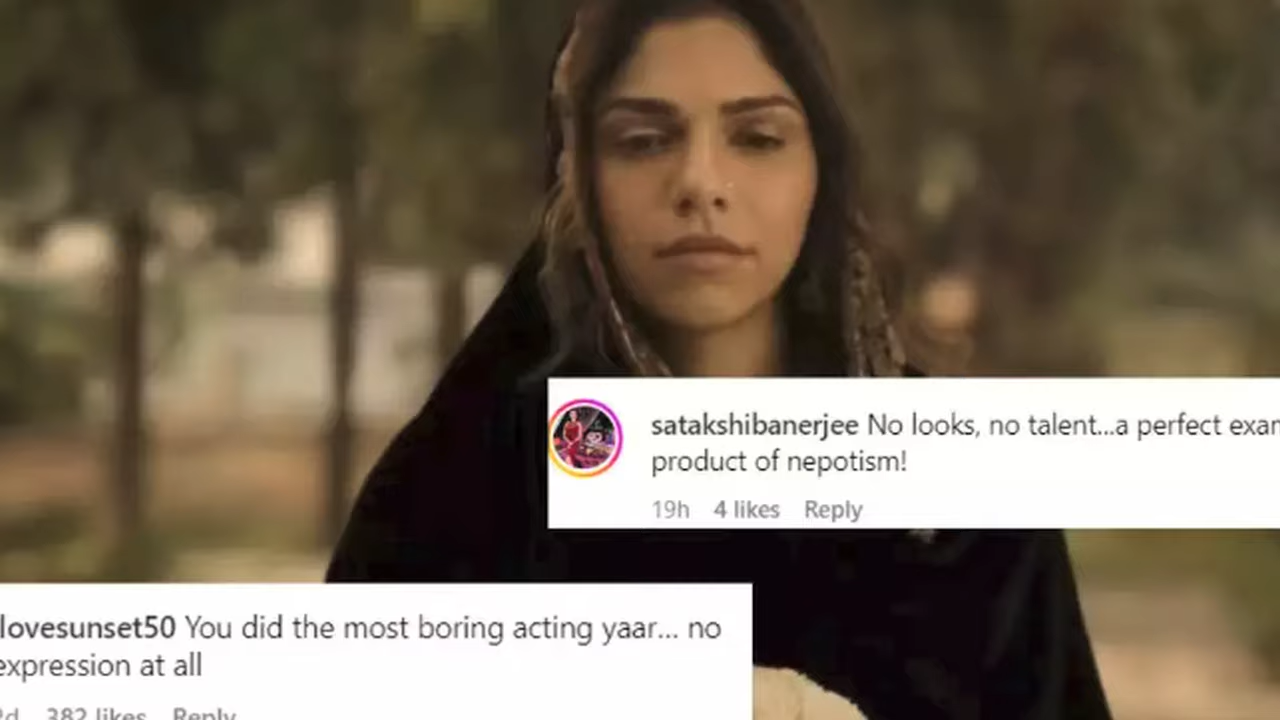 satakshibanerjee No looks, no talent...a perfect exam
product of nepotism!
19h 4 likes Reply
lovesunset50 You did the most boring acting yaar... no
expression at all
2d 382 likes Reply